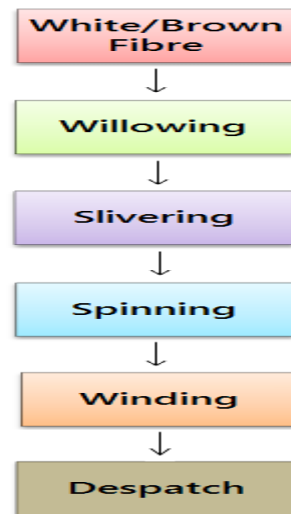 White/Brown
Fibre
Willowing
Slivering
Spinning
Winding
Despatch